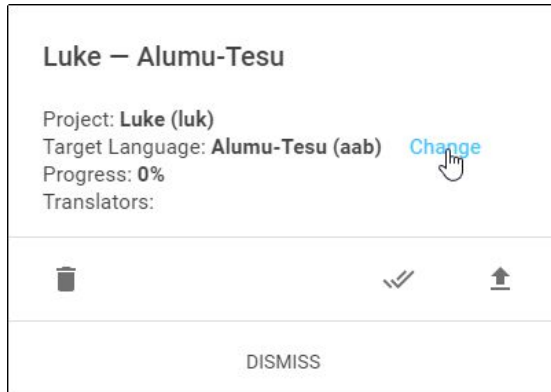 Luke — Alumu-Tesu
Project: Luke (luk)
Target Language: Alumu-Tesu (aab) Change
Progress: 0%
Translators:
DISMISS